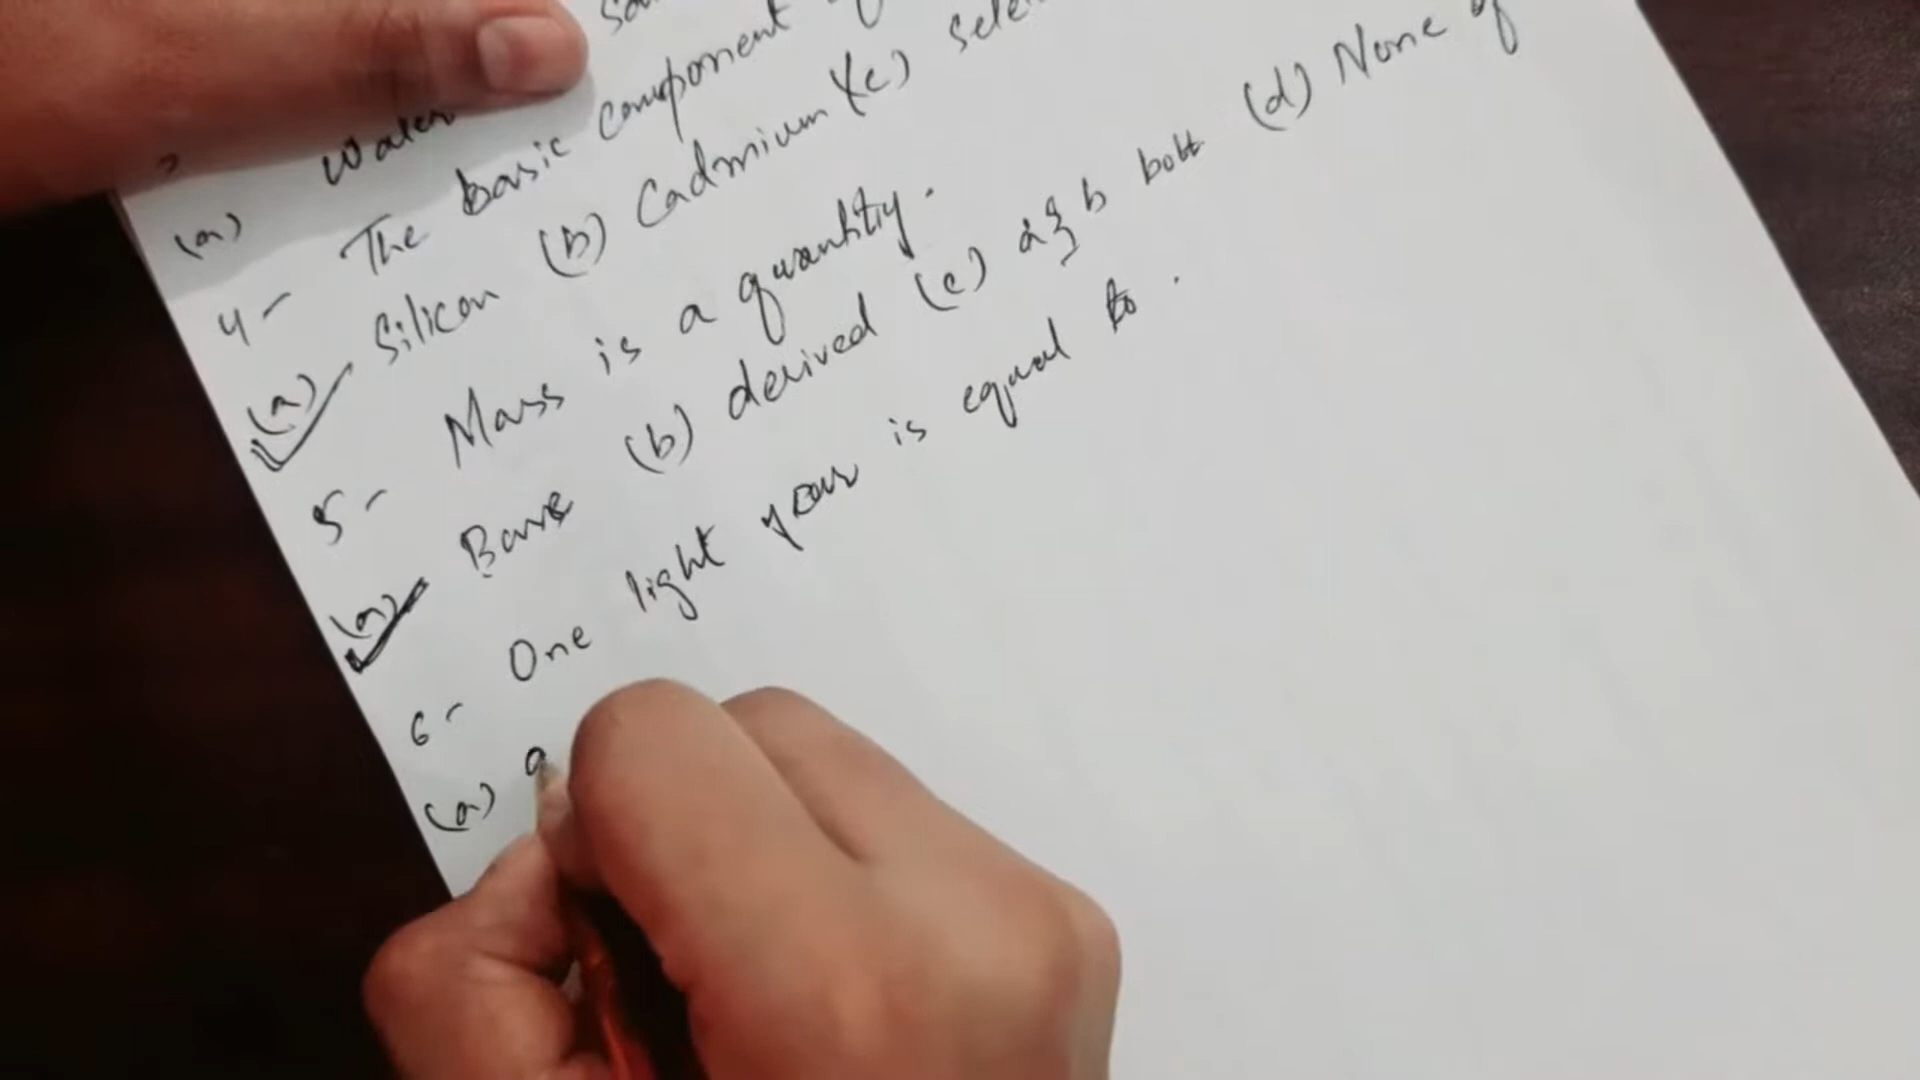 (a) Water
4- The basic component
(a) Silicon (b) Cadmium (c)
5- Mass is a quantity.
(a) Base (b) derived (c) a & b both (d) None of
6- One light year is equal to.
(a) 9